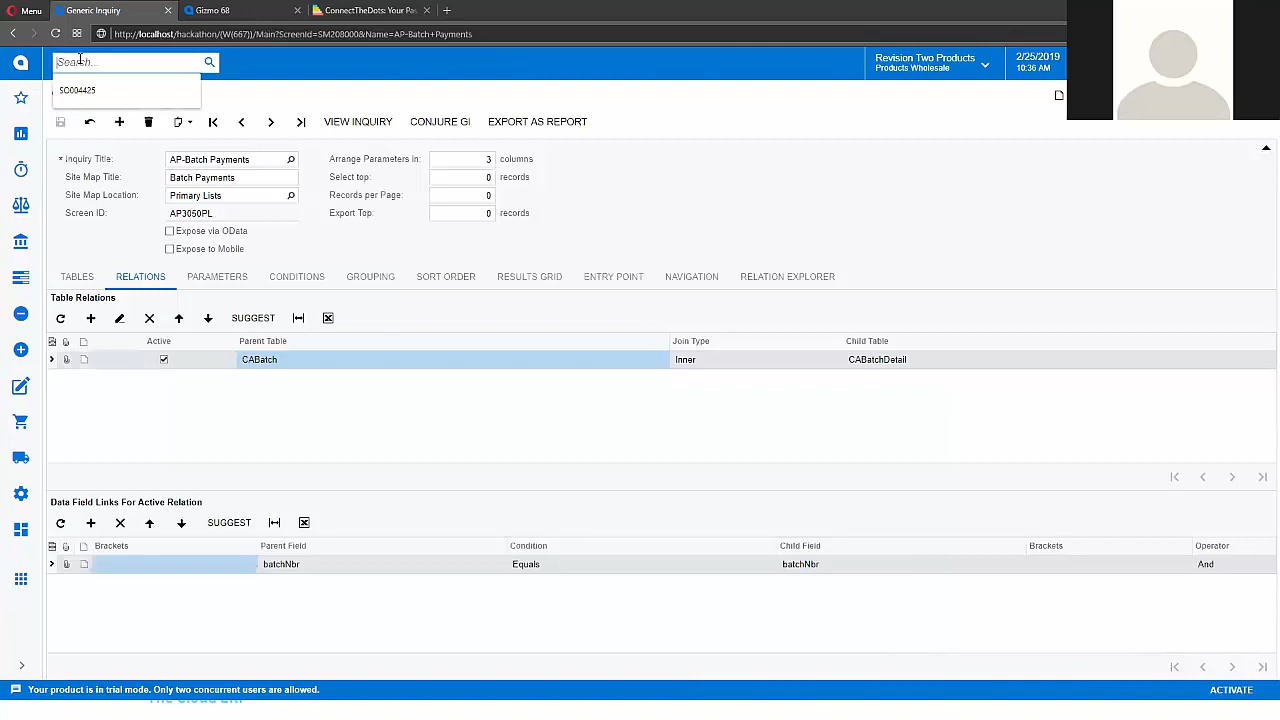 Menu
Generic Inquiry
Gizmo 68
ConnectTheDots: Your Pas
http://localhost/hackathon/(W(667))/Main?ScreenId=SM208000&Name=AP-Batch+Payments
Search...
Revision Two Products
Products Wholesale
2/25/2019
10:36 AM
SO004425
VIEW INQUIRY
CONJURE GI
EXPORT AS REPORT
* Inquiry Title:
AP-Batch Payments
Arrange Parameters in:
3
columns
Site Map Title:
Batch Payments
Select top:
0
records
Site Map Location:
Primary Lists
Records per Page:
0
Screen ID:
AP3050PL
Export Top:
0
records
Expose via OData
Expose to Mobile
TABLES
RELATIONS
PARAMETERS
CONDITIONS
GROUPING
SORT ORDER
RESULTS GRID
ENTRY POINT
NAVIGATION
RELATION EXPLORER
Table Relations
SUGGEST
Active
Parent Table
Join Type
Child Table
CABatch
Inner
CABatchDetail
Data Field Links For Active Relation
SUGGEST
Brackets
Parent Field
Condition
Child Field
Brackets
Operator
batchNbr
Equals
batchNbr
And
Your product is in trial mode. Only two concurrent users are allowed.
ACTIVATE
The Cloud ERP